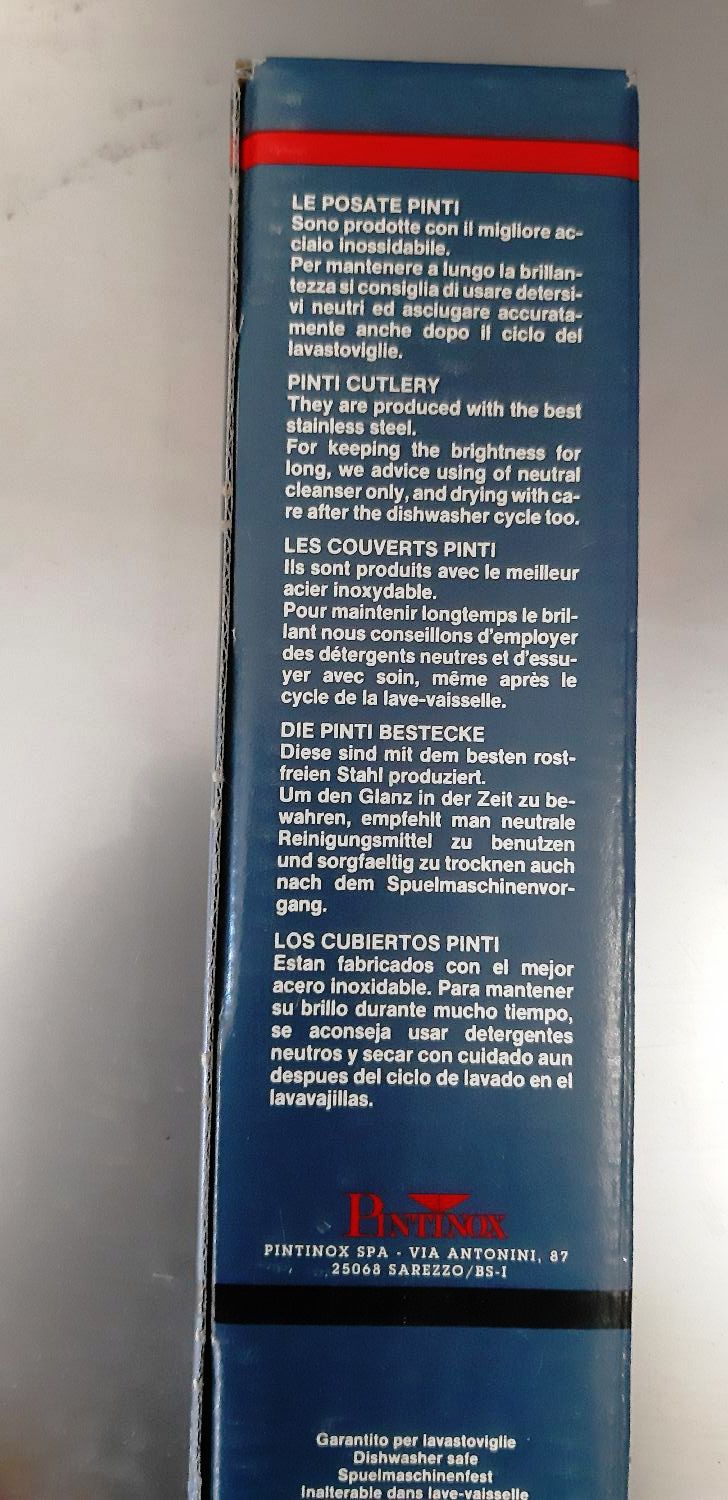 LE POSATE PINTI
Sono prodotte con il migliore ac-
ciaio inossidabile.
Per mantenere a lungo la brillan-
tezza si consiglia di usare detersi-
vi neutri ed asciugare accurata-
mente anche dopo il ciclo del
lavastoviglie.
PINTI CUTLERY
They are produced with the best
stainless steel.
For keeping the brightness for
long, we advice using of neutral
cleanser only, and drying with ca-
re after the dishwasher cycle too.
LES COUVERTS PINTI
Ils sont produits avec le meilleur
acier inoxydable.
Pour maintenir longtemps le bril-
lant nous conseillons d'employer
des détergents neutres et d'essu-
yer avec soin, même après le
cycle de la lave-vaisselle.
DIE PINTI BESTECKE
Diese sind mit dem besten rost-
freien Stahl produziert.
Um den Glanz in der Zeit zu be-
wahren, empfehlt man neutrale
Reinigungsmittel zu benutzen
und sorgfaeltig zu trocknen auch
nach dem Spuelmaschinenvor-
gang.
LOS CUBIERTOS PINTI
Estan fabricados con el mejor
acero inoxidable. Para mantener
su brillo durante mucho tiempo,
se aconseja usar detergentes
neutros y secar con cuidado aun
despues del ciclo de lavado en el
lavavajillas.
PINTINOX
PINTINOX SPA - VIA ANTONINI, 87
25068 SAREZZO/BS-I
Garantito per lavastoviglie
Dishwasher safe
Spuelmaschinenfest
Inalterable dans lave-vaisselle